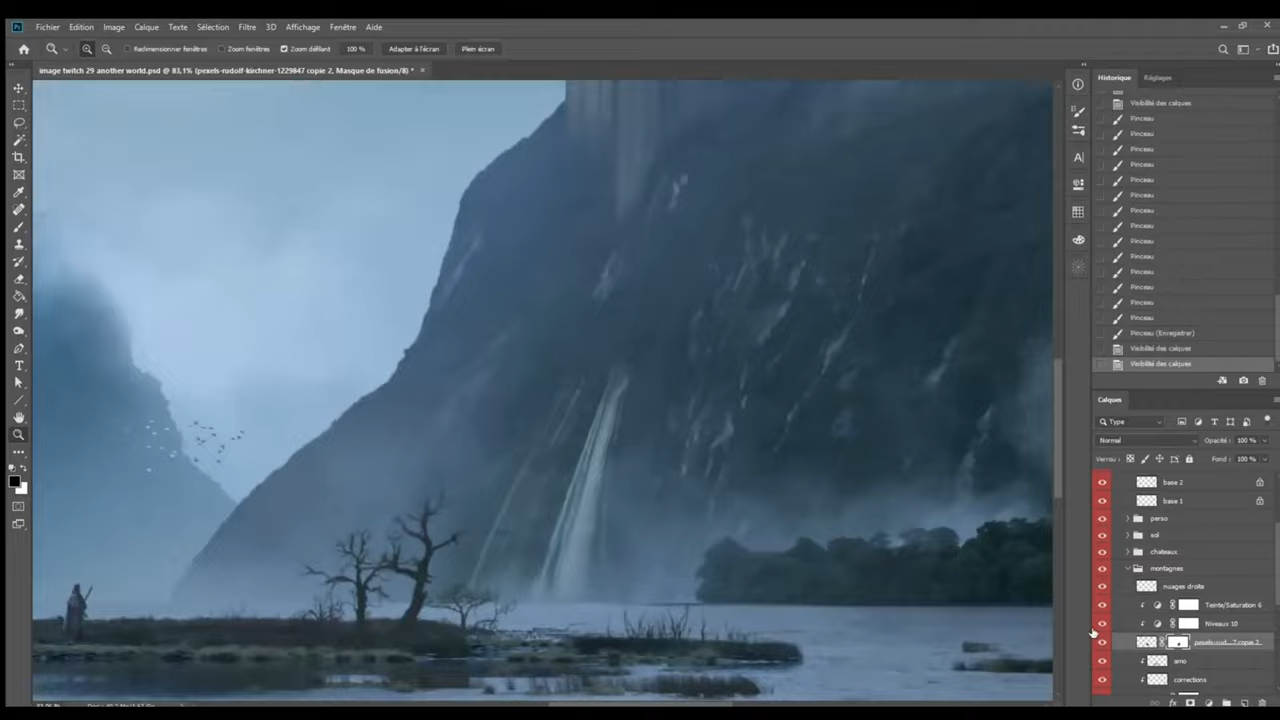 Fichier Edition Image Calque Texte Sélection Filtre 3D Affichage Fenêtre Aide
Redimensionner fenêtres Zoom fenêtres Zoom défilant 100 % Adapter à l'écran Plein écran
image twitch 29 another world.psd @ 83,1% (pexels-rudolf-kirchner-1229847 copie 2, Masque de fusion/8) *
Historique Réglages
Visibilité des calques
Pinceau
Pinceau
Pinceau
Pinceau
Pinceau
Pinceau
Pinceau
Pinceau
Pinceau
Pinceau
Pinceau
Pinceau
Pinceau
Pinceau
Pinceau (Enregistrer)
Visibilité des calques
Visibilité des calques
Calques
Type
Normal Opacité : 100 %
Verrou : Fond : 100 %
base 2
base 1
perso
sol
chateaux
montagnes
nuages droite
Teinte/Saturation 6
Niveaux 10
amo
corrections